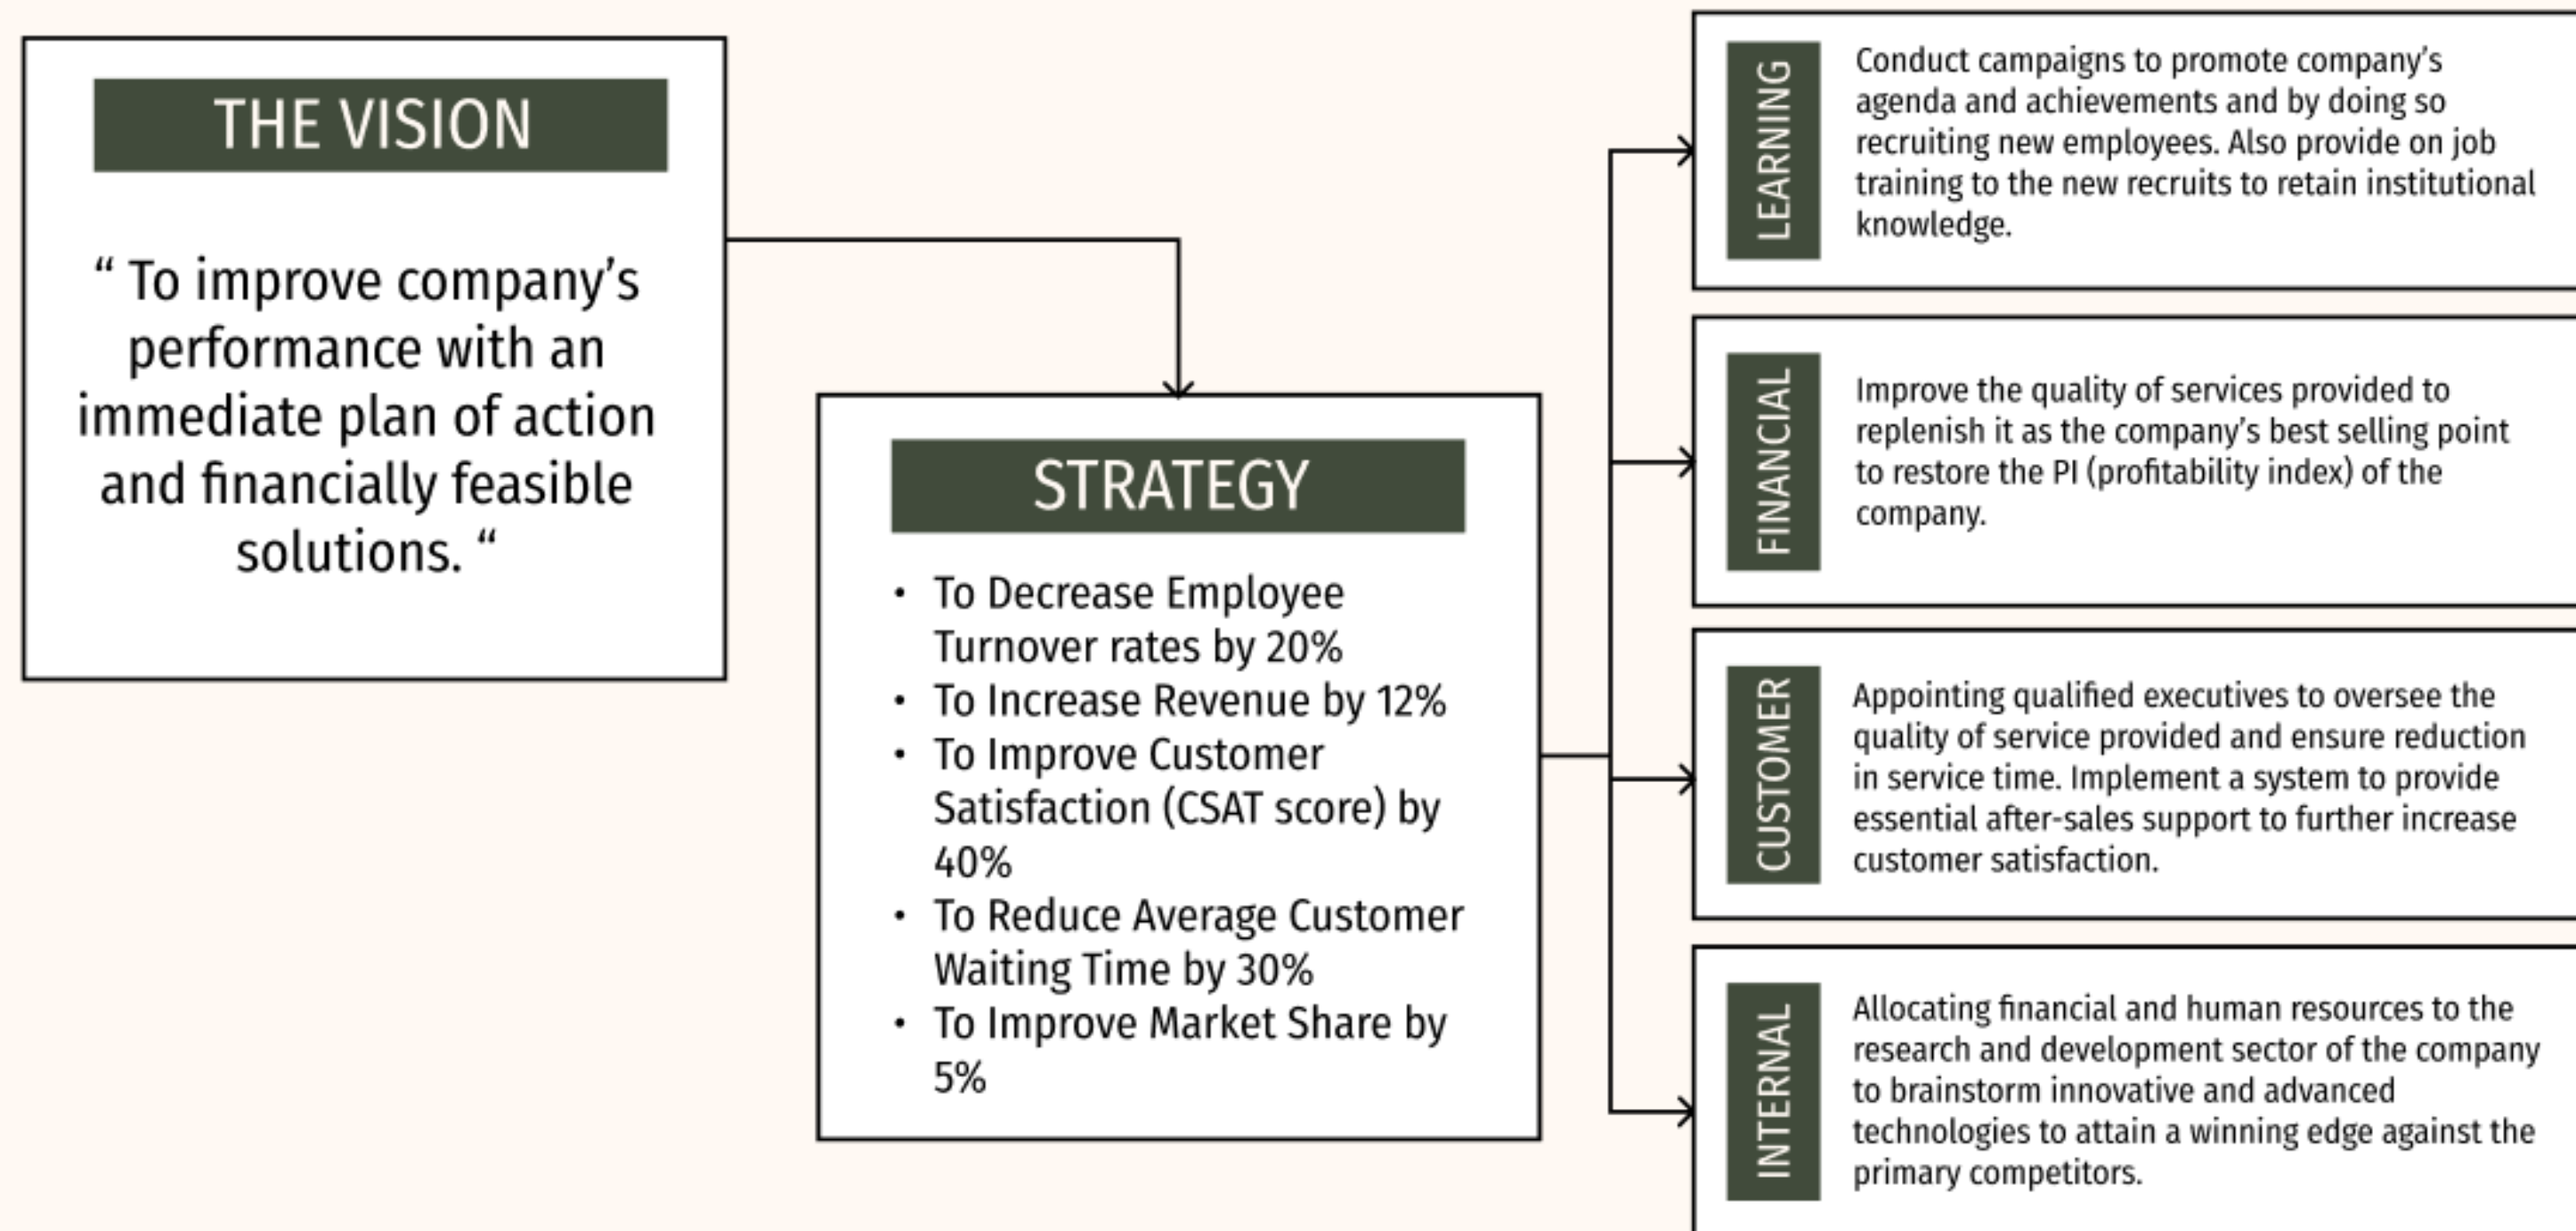 THE VISION
“ To improve company’s
performance with an
immediate plan of action
and financially feasible
solutions. “
STRATEGY
• To Decrease Employee
Turnover rates by 20%
• To Increase Revenue by 12%
• To Improve Customer
Satisfaction (CSAT score) by
40%
• To Reduce Average Customer
Waiting Time by 30%
• To Improve Market Share by
5%
LEARNING
Conduct campaigns to promote company’s
agenda and achievements and by doing so
recruiting new employees. Also provide on job
training to the new recruits to retain institutional
knowledge.
FINANCIAL
Improve the quality of services provided to
replenish it as the company’s best selling point
to restore the PI (profitability index) of the
company.
CUSTOMER
Appointing qualified executives to oversee the
quality of service provided and ensure reduction
in service time. Implement a system to provide
essential after-sales support to further increase
customer satisfaction.
INTERNAL
Allocating financial and human resources to the
research and development sector of the company
to brainstorm innovative and advanced
technologies to attain a winning edge against the
primary competitors.